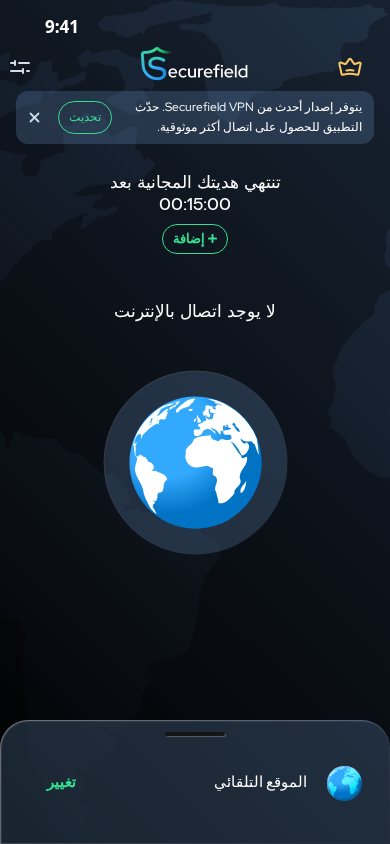 9:41
Securefield
يتوفر إصدار أحدث من Securefield VPN. حدّث
التطبيق للحصول على اتصال أكثر موثوقية.
تحديث
تنتهي هديتك المجانية بعد
00:15:00
+ إضافة
لا يوجد اتصال بالإنترنت
الموقع التلقائي
تغيير